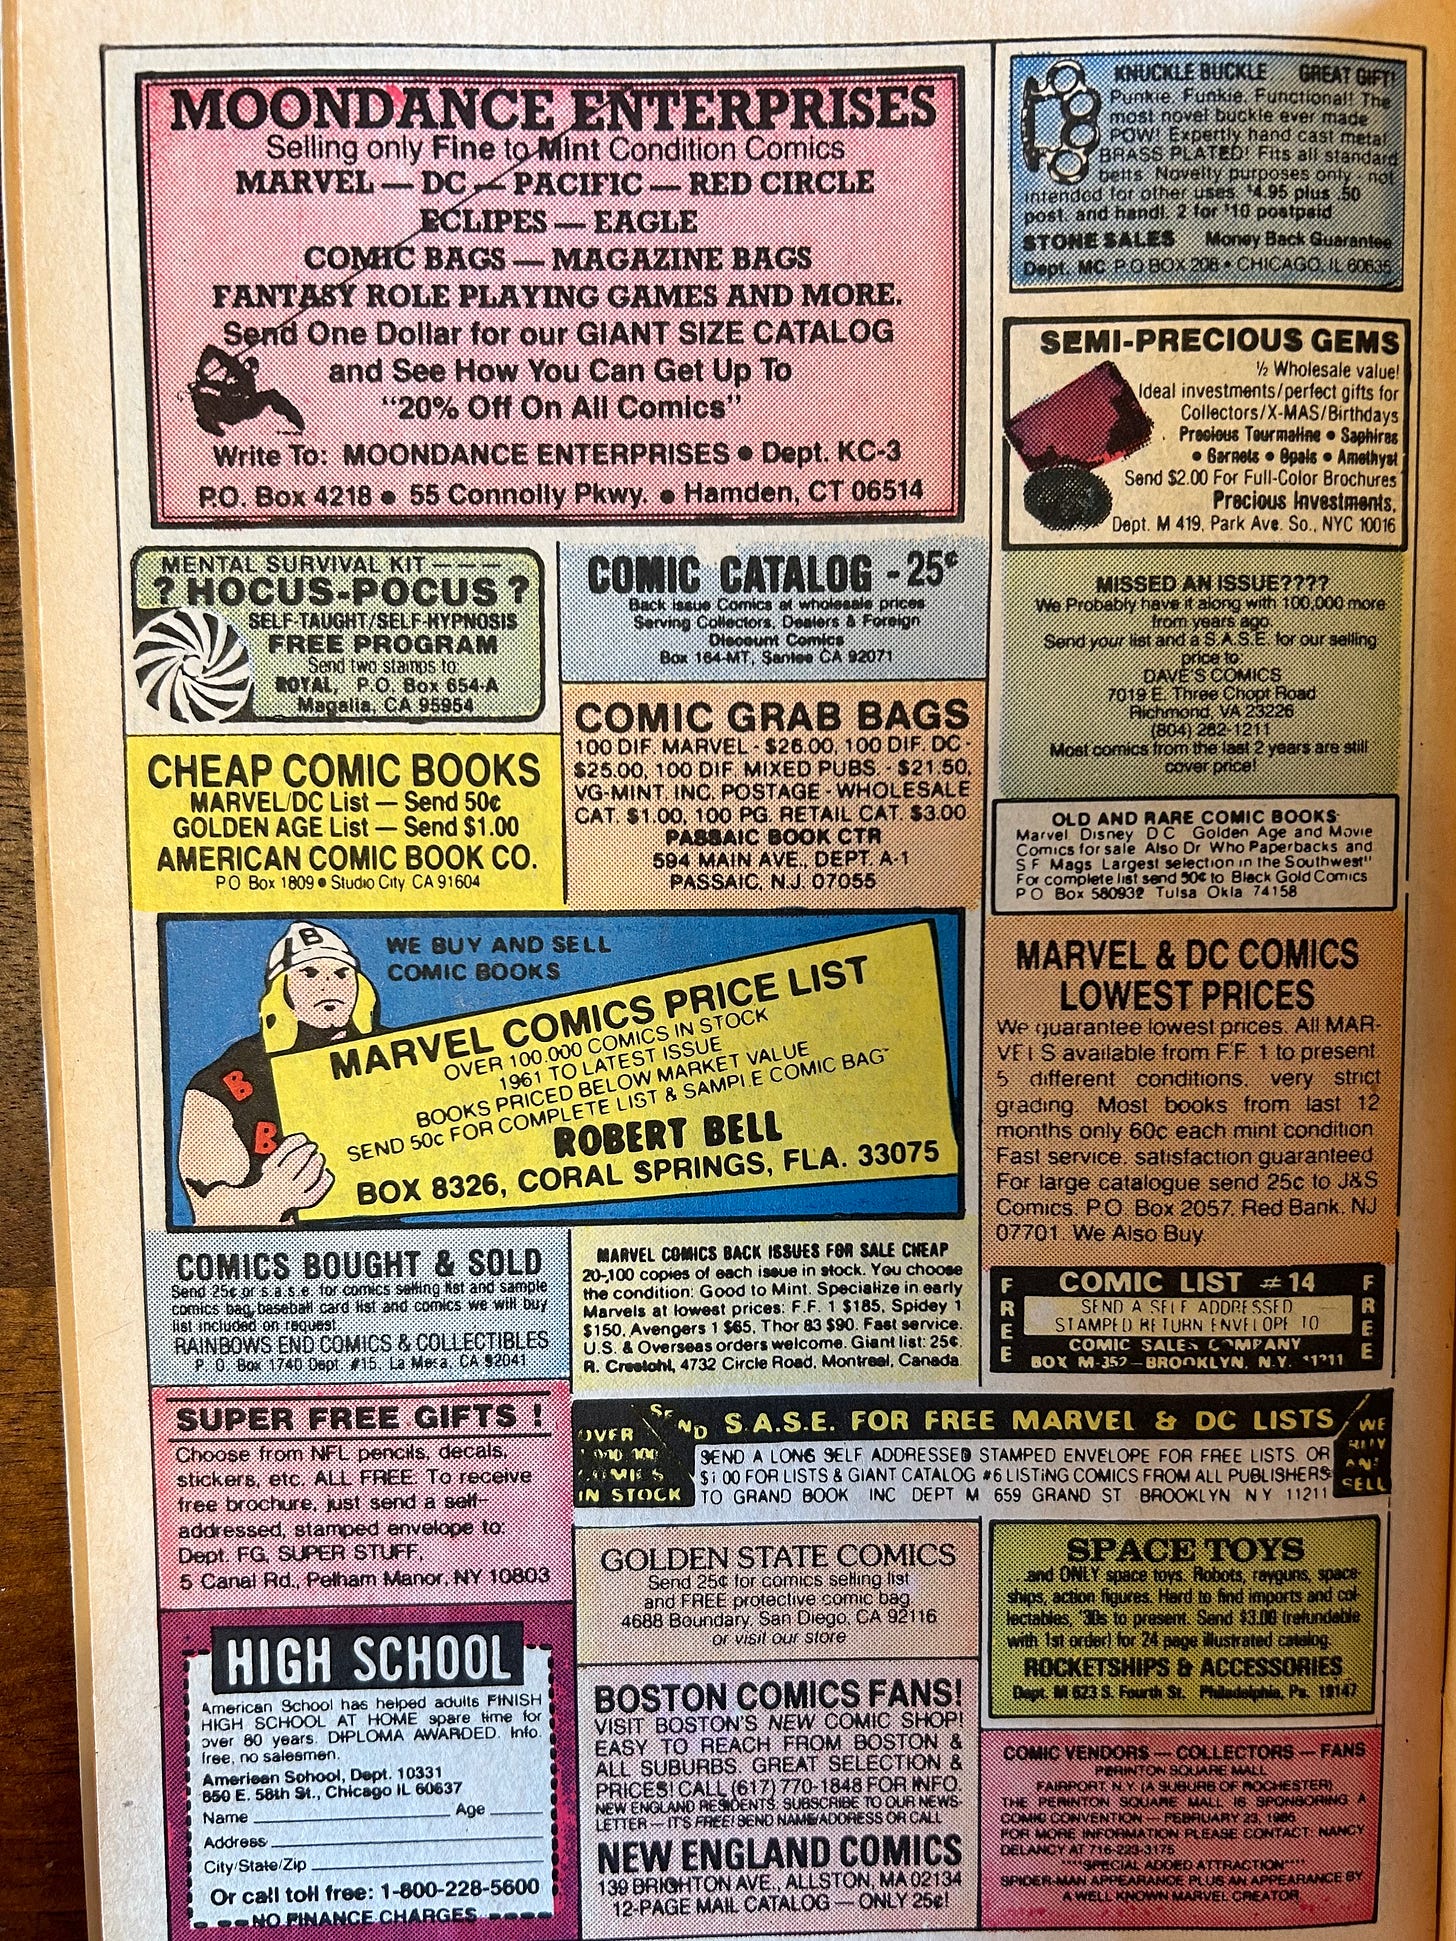 MOONDANCE ENTERPRISES
Selling only Fine to Mint Condition Comics
MARVEL — DC — PACIFIC — RED CIRCLE
ECLIPES — EAGLE
COMIC BAGS — MAGAZINE BAGS
FANTASY ROLE PLAYING GAMES AND MORE.
Send One Dollar for our GIANT SIZE CATALOG
and See How You Can Get Up To
"20% Off On All Comics"
Write To: MOONDANCE ENTERPRISES • Dept. KC-3
P.O. Box 4218 • 55 Connolly Pkwy. • Hamden, CT 06514
KNUCKLE BUCKLE GREAT GIFT!
Punkie, Funkie, Functional! The
most novel buckle ever made
POW! Expertly hand cast metal
BRASS PLATED! Fits all standard
belts. Novelty purposes only - not
intended for other uses. $4.95 plus .50
post. and handl. 2 for $10 postpaid
STONE SALES Money Back Guarantee
Dept. MC P.O. BOX 208 • CHICAGO, IL 60635
SEMI-PRECIOUS GEMS
½ Wholesale value!
Ideal investments/perfect gifts for
Collectors/X-MAS/Birthdays
Precious Tourmaline • Saphires
• Garnets • Opals • Amethyst
Send $2.00 For Full-Color Brochures
Precious Investments,
Dept. M 419, Park Ave. So., NYC 10016
MENTAL SURVIVAL KIT
? HOCUS-POCUS ?
SELF-TAUGHT/SELF-HYPNOSIS
FREE PROGRAM
Send two stamps to
ROYAL, P.O. Box 654-A
Magalia, CA 95954
COMIC CATALOG - 25¢
Back issue Comics at wholesale prices
Serving Collectors, Dealers & Foreign
Discount Comics
Box 164-MT, Santee CA 92071
MISSED AN ISSUE????
We Probably have it along with 100,000 more
from years ago.
Send your list and a S.A.S.E. for our selling
price to:
DAVE'S COMICS
7019 E. Three Chopt Road
Richmond, VA 23226
(804) 282-1211
Most comics from the last 2 years are still
cover price!
CHEAP COMIC BOOKS
MARVEL/DC List — Send 50¢
GOLDEN AGE List — Send $1.00
AMERICAN COMIC BOOK CO.
PO Box 1809 • Studio City CA 91604
COMIC GRAB BAGS
100 DIF. MARVEL - $26.00, 100 DIF. DC -
$25.00, 100 DIF. MIXED PUBS. - $21.50,
VG-MINT, INC. POSTAGE - WHOLESALE
CAT. $1.00, 100 PG. RETAIL CAT. $3.00
PASSAIC BOOK CTR
594 MAIN AVE., DEPT. A-1
PASSAIC, N.J. 07055
OLD AND RARE COMIC BOOKS
Marvel Disney D C Golden Age and Movie
Comics for sale Also Dr Who Paperbacks and
S F Mags Largest selection in the Southwest"
For complete list send 50¢ to Black Gold Comics
P O Box 580932 Tulsa Okla 74158
B
WE BUY AND SELL
COMIC BOOKS
MARVEL COMICS PRICE LIST
OVER 100,000 COMICS IN STOCK
1961 TO LATEST ISSUE
BOOKS PRICED BELOW MARKET VALUE
SEND 50¢ FOR COMPLETE LIST & SAMPLE COMIC BAG
ROBERT BELL
BOX 8326, CORAL SPRINGS, FLA. 33075
B
B
MARVEL & DC COMICS
LOWEST PRICES
We guarantee lowest prices. All MAR-
VELS available from F.F. 1 to present.
5 different conditions. very strict
grading. Most books from last 12
months only 60¢ each mint condition
Fast service. satisfaction guaranteed
For large catalogue send 25¢ to J&S
Comics. P.O. Box 2057, Red Bank, NJ
07701. We Also Buy.
COMICS BOUGHT & SOLD
Send 25¢ or s.a.s.e. for comics selling list and sample
comics bag, baseball card list and comics we will buy
list included on request.
RAINBOWS END COMICS & COLLECTIBLES
P. O. Box 1740 Dept. #15, La Mesa, CA 92041
MARVEL COMICS BACK ISSUES FOR SALE CHEAP
20-100 copies of each issue in stock. You choose
the condition: Good to Mint. Specialize in early
Marvels at lowest prices: F.F. 1 $185, Spidey 1
$150, Avengers 1 $65, Thor 83 $90. Fast service.
U.S. & Overseas orders welcome. Giant list: 25¢.
R. Crestohl, 4732 Circle Road, Montreal, Canada.
FREE
COMIC LIST #14
SEND A SELF ADDRESSED
STAMPED RETURN ENVELOPE TO
COMIC SALES COMPANY
BOX M-352 — BROOKLYN, N.Y. 11211
FREE
SUPER FREE GIFTS !
Choose from NFL pencils, decals,
stickers, etc. ALL FREE. To receive
free brochure, just send a self-
addressed, stamped envelope to:
Dept. FG, SUPER STUFF,
5 Canal Rd., Pelham Manor, NY 10803
OVER
COMICS
IN STOCK
SEND S.A.S.E. FOR FREE MARVEL & DC LISTS
SEND A LONG SELF ADDRESSED STAMPED ENVELOPE FOR FREE LISTS. OR
$1.00 FOR LISTS & GIANT CATALOG #6 LISTING COMICS FROM ALL PUBLISHERS
TO GRAND BOOK INC DEPT M 659 GRAND ST BROOKLYN N Y 11211
WE
BUY
AND
SELL
GOLDEN STATE COMICS
Send 25¢ for comics selling list
and FREE protective comic bag
4688 Boundary, San Diego, CA 92116
or visit our store
SPACE TOYS
...and ONLY space toys. Robots, rayguns, space-
ships, action figures. Hard to find imports and col-
lectables, '30s to present. Send $3.00 (refundable
with 1st order) for 24 page illustrated catalog.
ROCKETSHIPS & ACCESSORIES
Dept. M 623 S. Fourth St. Philadelphia, Pa. 19147
HIGH SCHOOL
American School has helped adults FINISH
HIGH SCHOOL AT HOME spare time for
over 80 years. DIPLOMA AWARDED. Info.
free, no salesmen.
American School, Dept. 10331
850 E. 58th St., Chicago IL 60637
Name Age
Address
City/State/Zip
Or call toll free: 1-800-228-5600
NO FINANCE CHARGES
BOSTON COMICS FANS!
VISIT BOSTON'S NEW COMIC SHOP!
EASY TO REACH FROM BOSTON &
ALL SUBURBS. GREAT SELECTION &
PRICES! CALL (617) 770-1848 FOR INFO.
NEW ENGLAND RESIDENTS: SUBSCRIBE TO OUR NEWS-
LETTER — IT'S FREE! SEND NAME/ADDRESS OR CALL
NEW ENGLAND COMICS
139 BRIGHTON AVE., ALLSTON, MA 02134
12-PAGE MAIL CATALOG — ONLY 25¢!
COMIC VENDORS — COLLECTORS — FANS
PERINTON SQUARE MALL
FAIRPORT, N.Y. (A SUBURB OF ROCHESTER)
THE PERINTON SQUARE MALL IS SPONSORING A
COMIC CONVENTION — FEBRUARY 23, 1986
FOR MORE INFORMATION PLEASE CONTACT: NANCY
DELANCY AT 716-223-3175
****SPECIAL ADDED ATTRACTION****
SPIDER-MAN APPEARANCE PLUS AN APPEARANCE BY
A WELL KNOWN MARVEL CREATOR